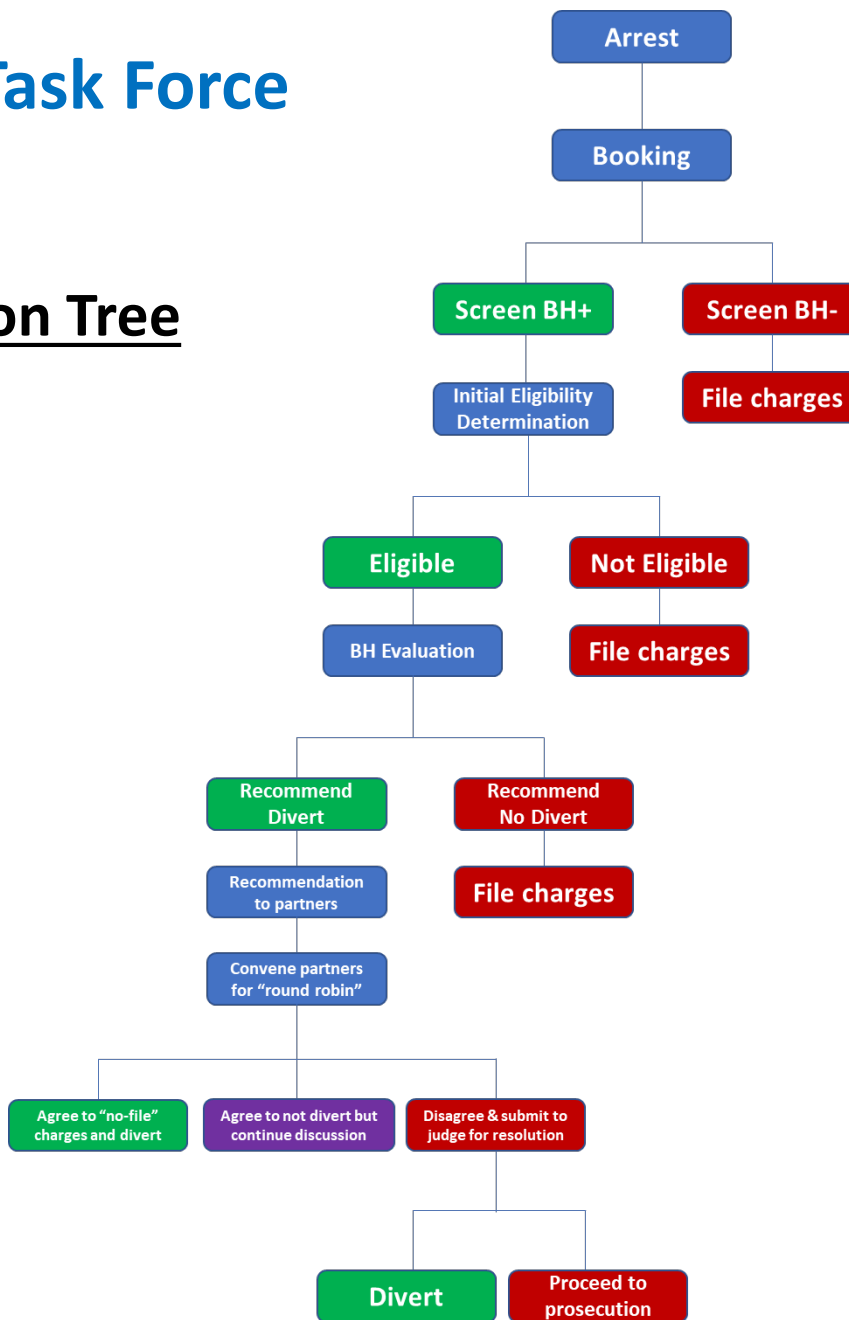 Task Force
on Tree
Arrest
Booking
Screen BH+
Screen BH-
Initial Eligibility
Determination
File charges
Eligible
Not Eligible
BH Evaluation
File charges
Recommend
Divert
Recommend
No Divert
Recommendation
to partners
File charges
Convene partners
for “round robin”
Agree to “no-file”
charges and divert
Agree to not divert but
continue discussion
Disagree & submit to
judge for resolution
Divert
Proceed to
prosecution